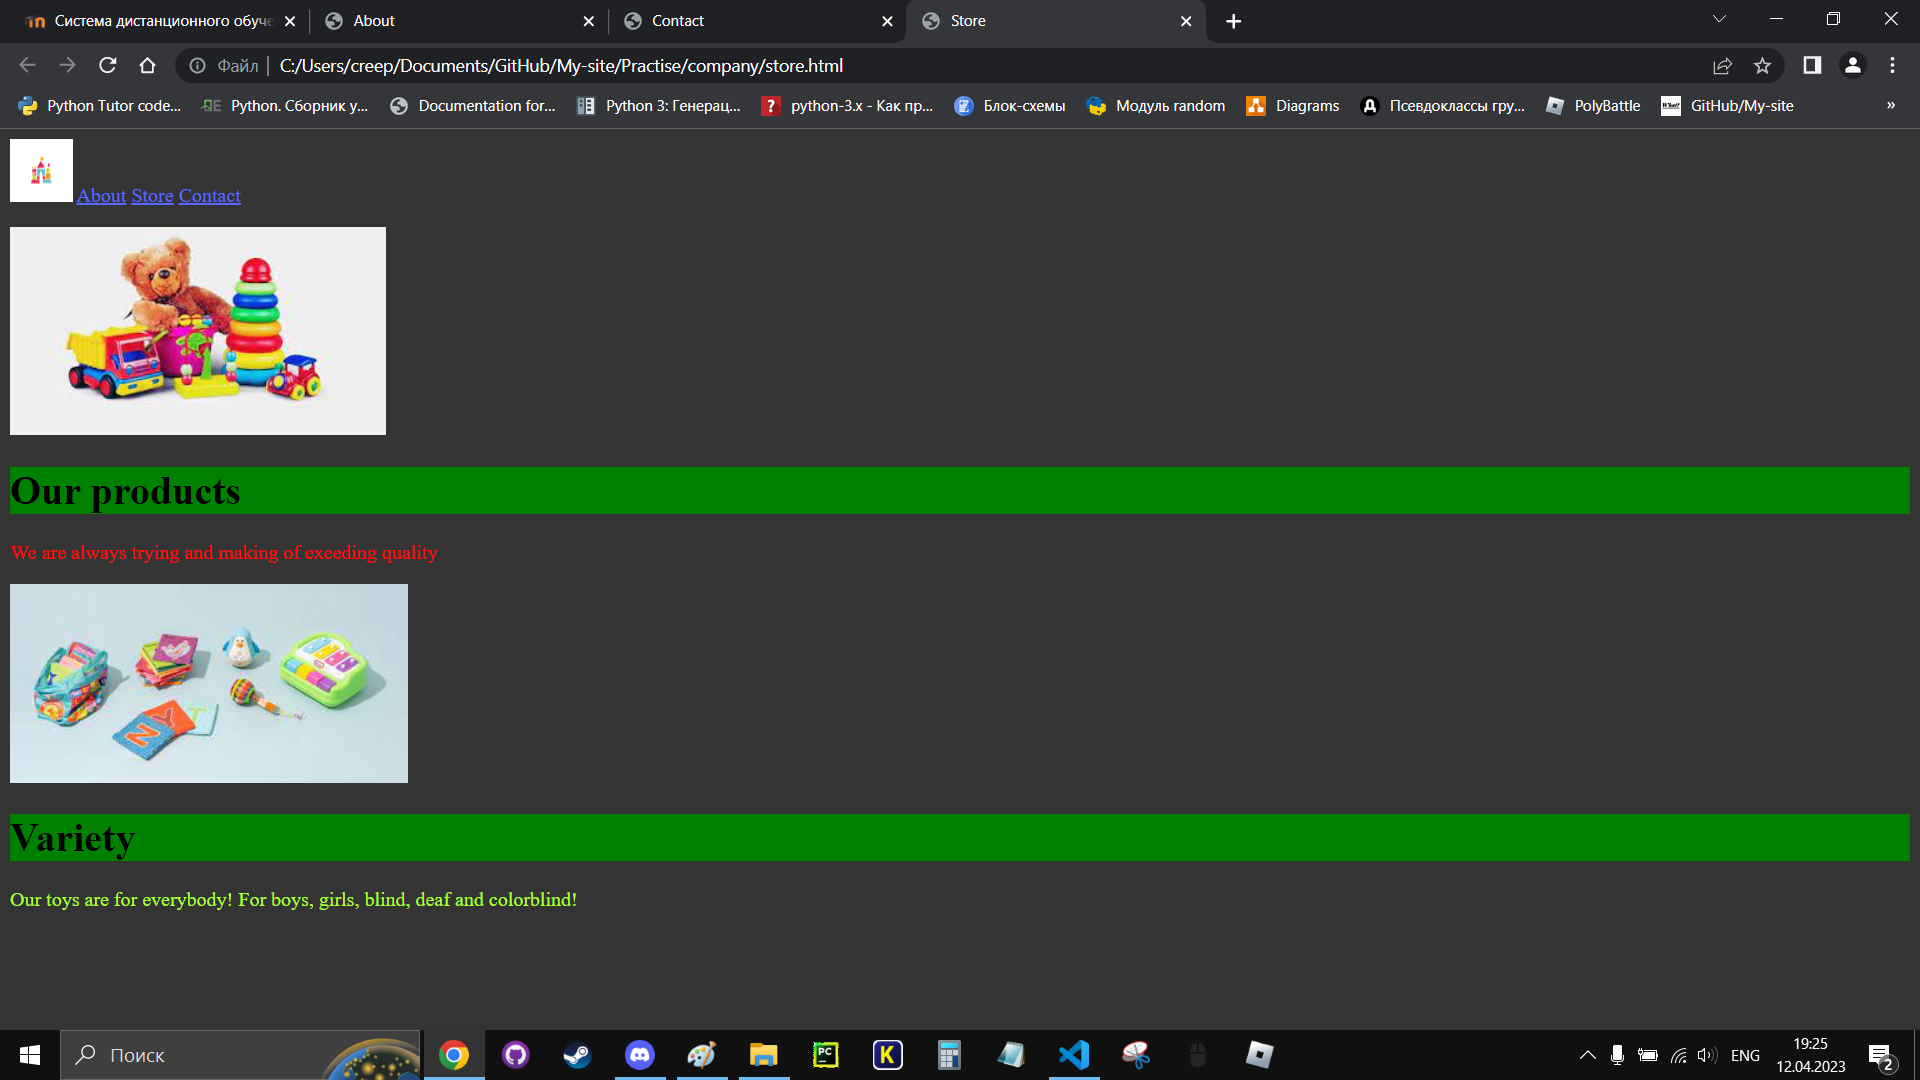 Система дистанционного обуче
About
Contact
Store
Файл
C:/Users/creep/Documents/GitHub/My-site/Practise/company/store.html
Python Tutor code...
Python. Сборник у...
Documentation for...
Python 3: Генерац...
python-3.x - Как пр...
Блок-схемы
Модуль random
Diagrams
Псевдоклассы гру...
PolyBattle
GitHub/My-site
»
About Store Contact
Our products
We are always trying and making of exeeding quality
N Y T
Variety
Our toys are for everybody! For boys, girls, blind, deaf and colorblind!
Поиск
PC
K
ENG
19:25
12.04.2023
2